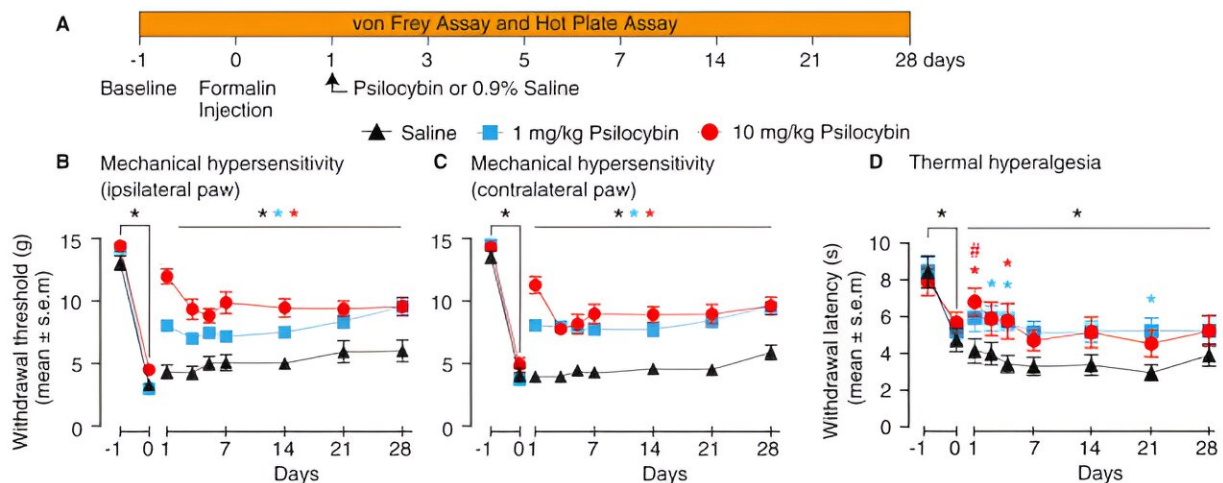 A
von Frey Assay and Hot Plate Assay
-1 0 1 3 5 7 14 21 28 days
Baseline Formalin Injection Psilocybin or 0.9% Saline
Saline 1 mg/kg Psilocybin 10 mg/kg Psilocybin
B Mechanical hypersensitivity
(ipsilateral paw)
* * * *
Withdrawal threshold (g)
(mean ± s.e.m)
15
10
5
0
-1 0 1 7 14 21 28
Days
C Mechanical hypersensitivity
(contralateral paw)
* * * *
15
10
5
0
-1 0 1 7 14 21 28
Days
D Thermal hyperalgesia
* *
# * * * * *
Withdrawal latency (s)
(mean ± s.e.m)
10
8
6
4
2
0
-1 0 1 7 14 21 28
Days